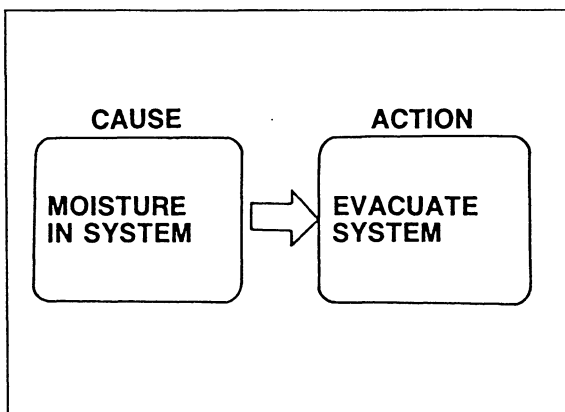 CAUSE
ACTION
MOISTURE
IN SYSTEM
EVACUATE
SYSTEM